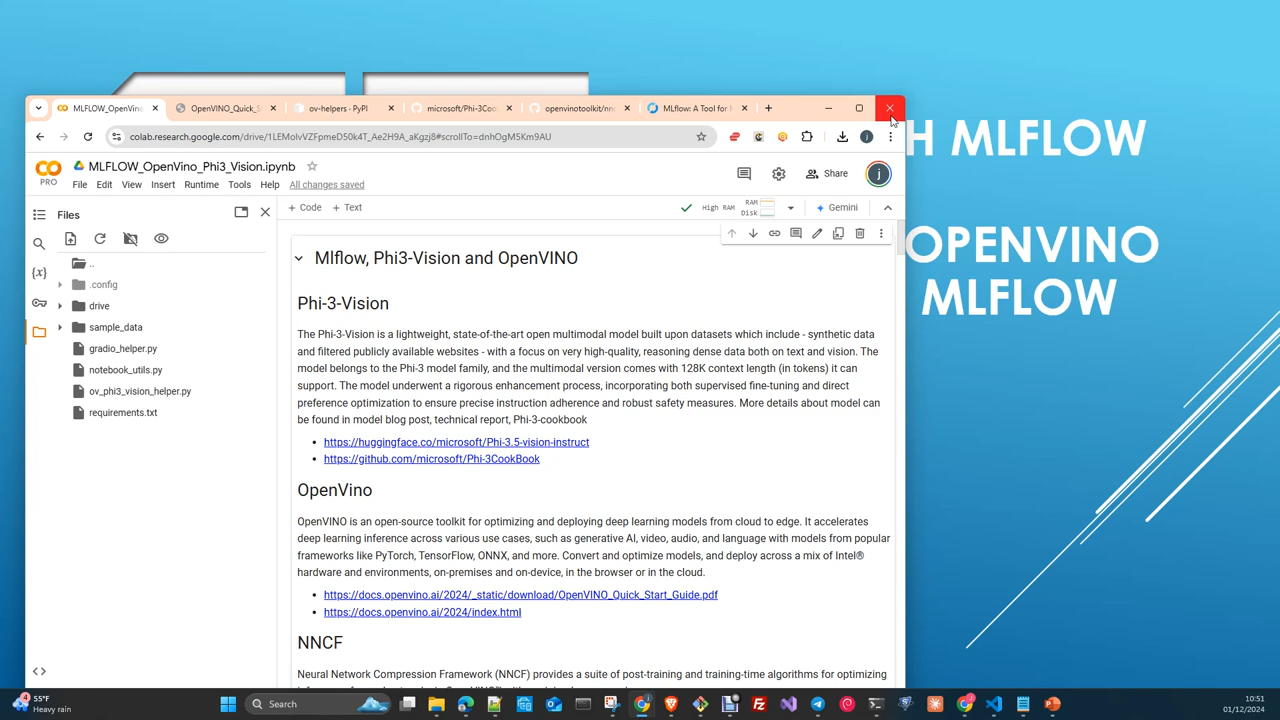 MLFLOW_OpenVin
OpenVINO_Quick_S
ov-helpers - PyPI
microsoft/Phi-3Coo
openvinotoolkit/nnc
MLflow: A Tool for M
colab.research.google.com/drive/
MLFLOW_OpenVino_Phi3_Vision.ipynb
File Edit View Insert Runtime Tools Help All changes saved
PRO
Share
j
Files
+ Code + Text
High RAM RAM Disk Gemini
..
.config
drive
sample_data
gradio_helper.py
notebook_utils.py
ov_phi3_vision_helper.py
requirements.txt
Mlflow, Phi3-Vision and OpenVINO
Phi-3-Vision
The Phi-3-Vision is a lightweight, state-of-the-art open multimodal model built upon datasets which include - synthetic data
and filtered publicly available websites - with a focus on very high-quality, reasoning dense data both on text and vision. The
model belongs to the Phi-3 model family, and the multimodal version comes with 128K context length (in tokens) it can
support. The model underwent a rigorous enhancement process, incorporating both supervised fine-tuning and direct
preference optimization to ensure precise instruction adherence and robust safety measures. More details about model can
be found in model blog post, technical report, Phi-3-cookbook
https://huggingface.co/microsoft/Phi-3.5-vision-instruct
https://github.com/microsoft/Phi-3CookBook
OpenVino
OpenVINO is an open-source toolkit for optimizing and deploying deep learning models from cloud to edge. It accelerates
deep learning inference across various use cases, such as generative AI, video, audio, and language with models from popular
frameworks like PyTorch, TensorFlow, ONNX, and more. Convert and optimize models, and deploy across a mix of Intel®
hardware and environments, on-premises and on-device, in the browser or in the cloud.
https://docs.openvino.ai/2024/_static/download/OpenVINO_Quick_Start_Guide.pdf
https://docs.openvino.ai/2024/index.html
NNCF
Neural Network Compression Framework (NNCF) provides a suite of post-training and training-time algorithms for optimizing
H MLFLOW
OPENVINO
MLFLOW
4
55°F
Heavy rain
Search
10:51
01/12/2024